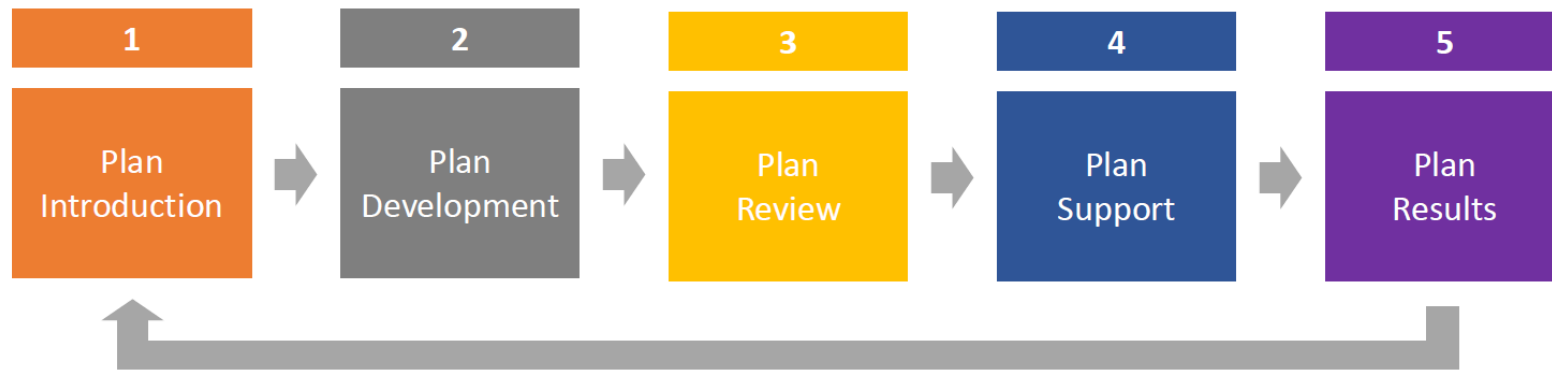 1
Plan
Introduction
2
Plan
Development
3
Plan
Review
4
Plan
Support
5
Plan
Results